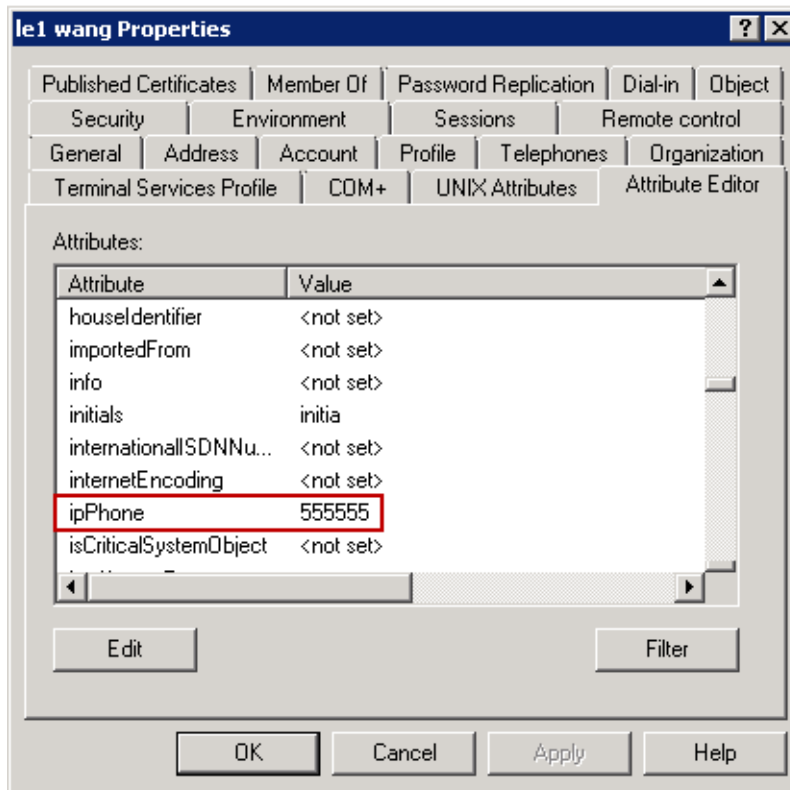 le1 wang Properties
Published Certificates Member Of Password Replication Dial-in Object
Security Environment Sessions Remote control
General Address Account Profile Telephones Organization
Terminal Services Profile COM+ UNIX Attributes Attribute Editor
Attributes:
Attribute Value
houseIdentifier <not set>
importedFrom <not set>
info <not set>
initials initia
internationalISDNNu... <not set>
internetEncoding <not set>
ipPhone 555555
isCriticalSystemObject <not set>
Edit Filter
OK Cancel Apply Help